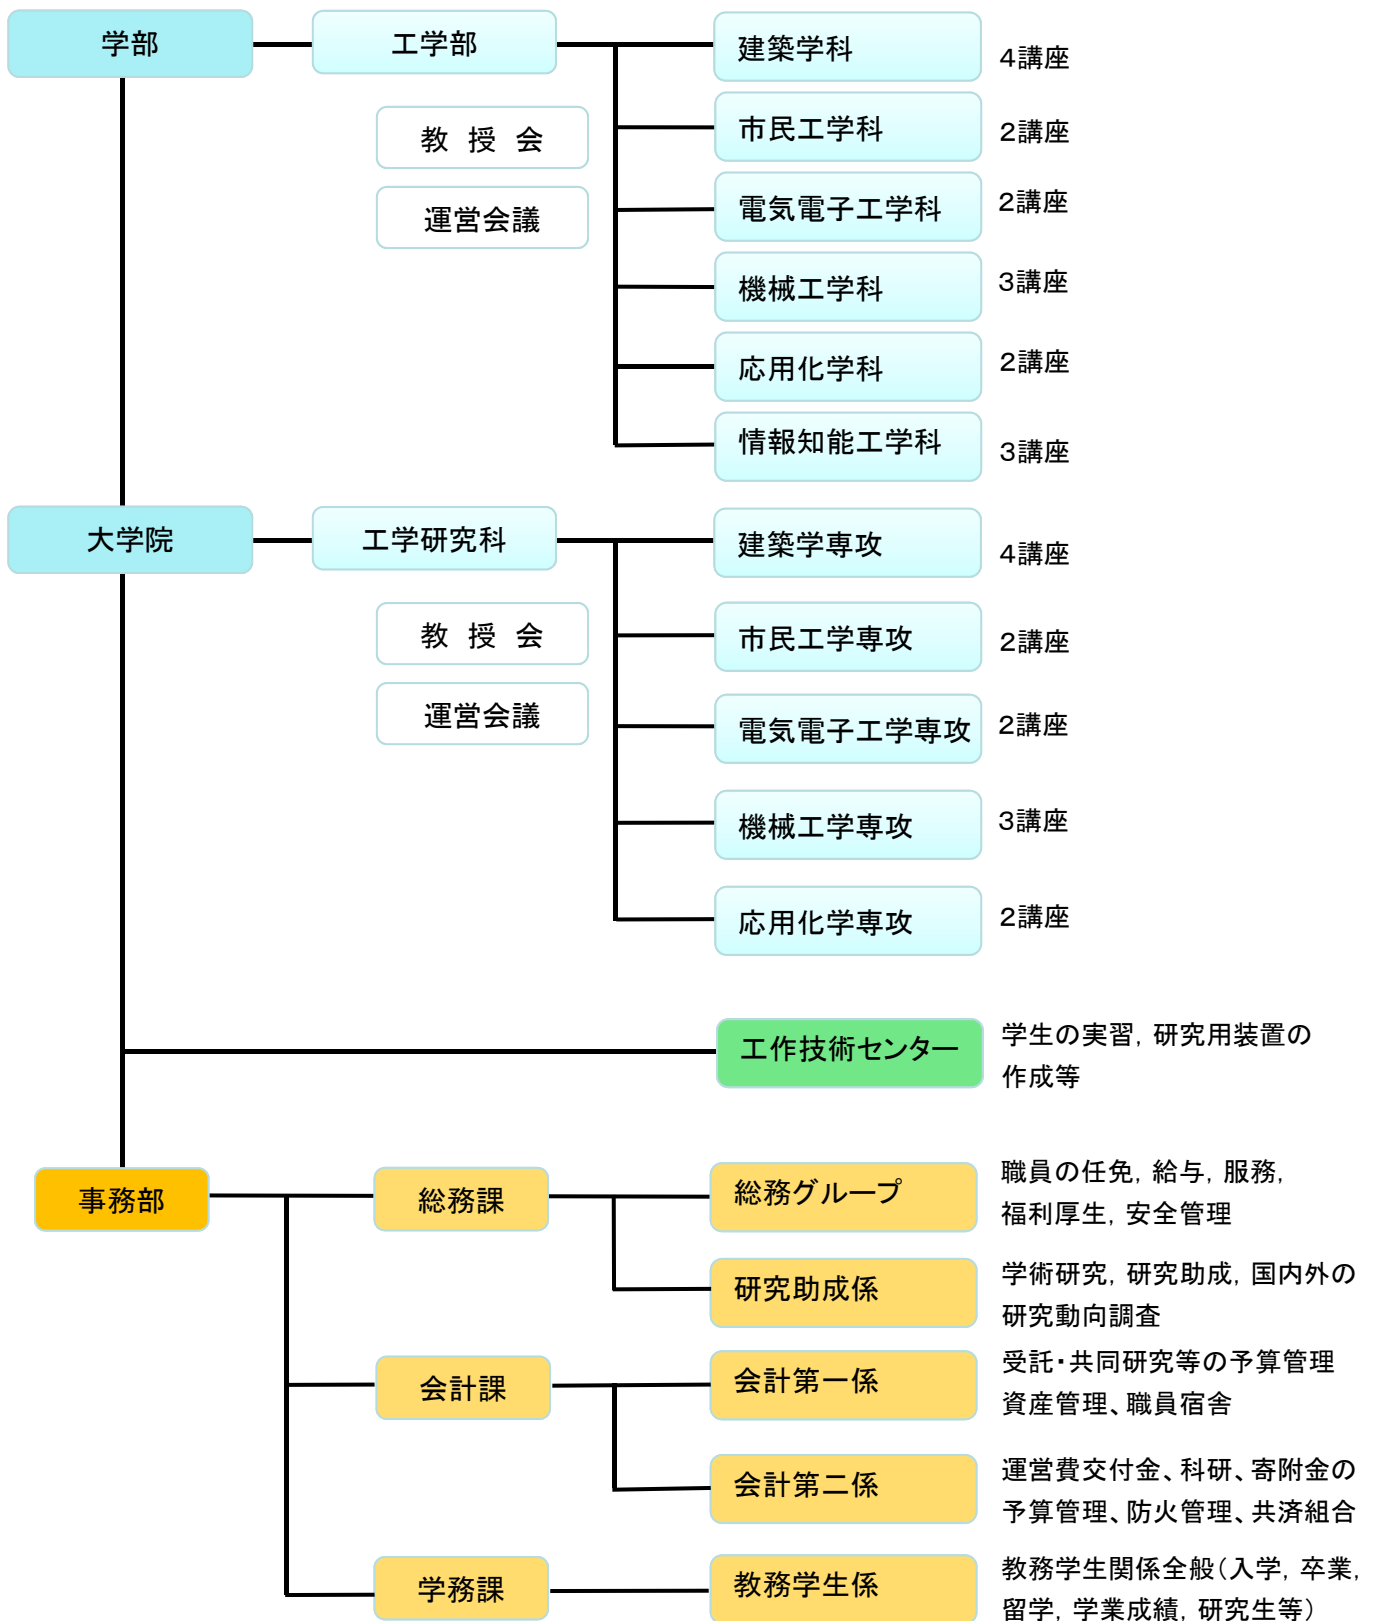 学部
工学部
建築学科
4講座
教 授 会
市民工学科
2講座
運営会議
電気電子工学科
2講座
機械工学科
3講座
応用化学科
2講座
情報知能工学科
3講座
大学院
工学研究科
建築学専攻
4講座
教 授 会
市民工学専攻
2講座
運営会議
電気電子工学専攻
2講座
機械工学専攻
3講座
応用化学専攻
2講座
工作技術センター
学生の実習, 研究用装置の
作成等
事務部
総務課
総務グループ
職員の任免, 給与, 服務,
福利厚生, 安全管理
研究助成係
学術研究, 研究助成, 国内外の
研究動向調査
会計課
会計第一係
受託・共同研究等の予算管理
資産管理、職員宿舎
会計第二係
運営費交付金、科研、寄附金の
予算管理、防火管理、共済組合
学務課
教務学生係
教務学生関係全般(入学, 卒業,
留学, 学業成績, 研究生等)